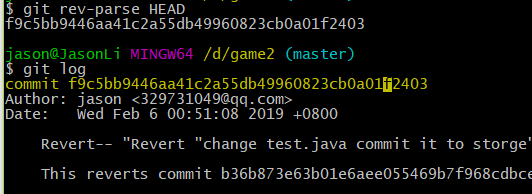 $ git rev-parse HEAD
f9c5bb9446aa41c2a55db49960823cb0a01f2403
jason@JasonLi MINGW64 /d/game2 (master)
$ git log
commit f9c5bb9446aa41c2a55db49960823cb0a01f2403
Author: jason <329731049@qq.com>
Date: Wed Feb 6 00:51:08 2019 +0800
Revert-- "Revert "change test.java commit it to storge"
This reverts commit b36b873e63b01e6aee055469b7f968cdbce